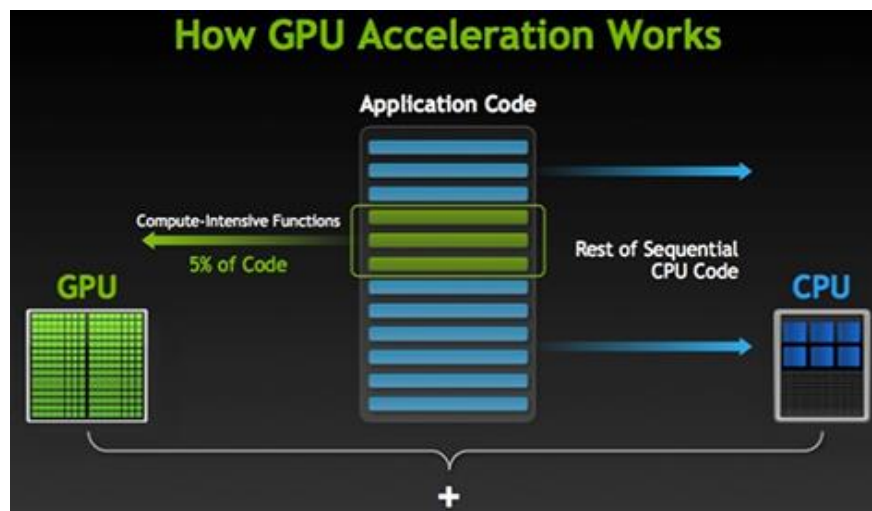 How GPU Acceleration Works
Application Code
Compute-Intensive Functions
5% of Code
Rest of Sequential
CPU Code
GPU
CPU
+